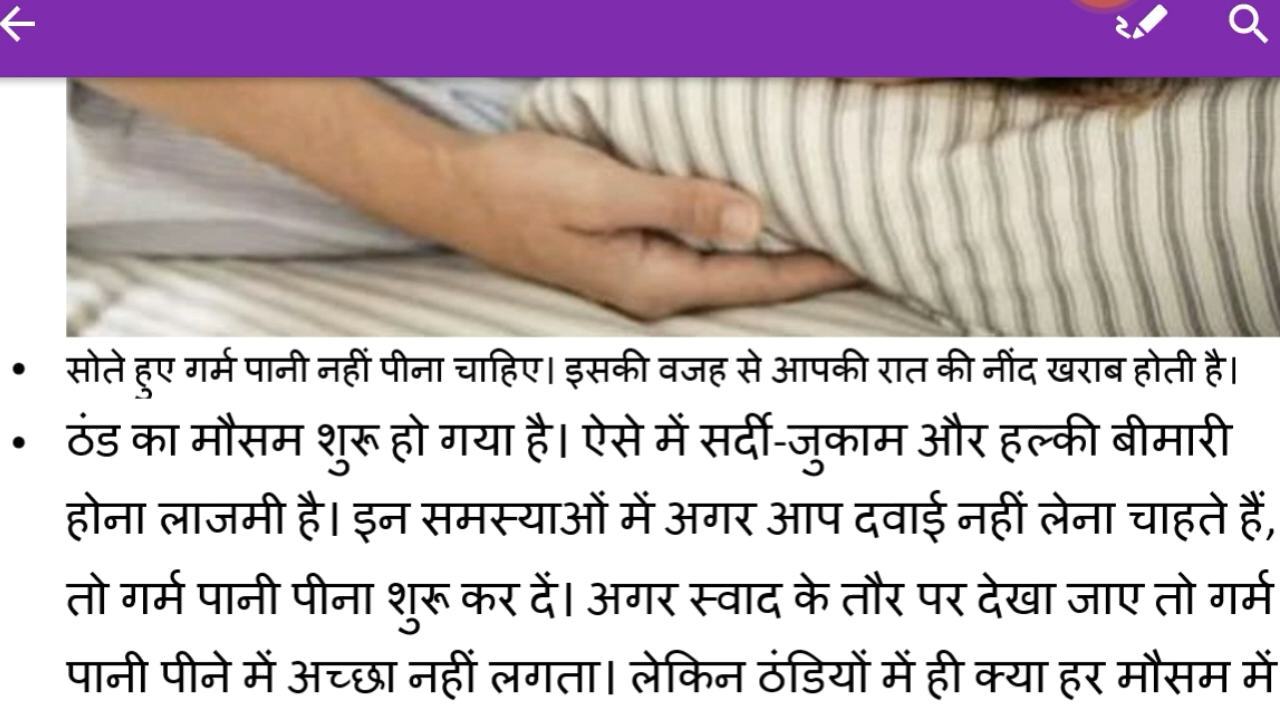 • सोते हुए गर्म पानी नहीं पीना चाहिए। इसकी वजह से आपकी रात की नींद खराब होती है।
• ठंड का मौसम शुरू हो गया है। ऐसे में सर्दी-जुकाम और हल्की बीमारी
होना लाजमी है। इन समस्याओं में अगर आप दवाई नहीं लेना चाहते हैं,
तो गर्म पानी पीना शुरू कर दें। अगर स्वाद के तौर पर देखा जाए तो गर्म
पानी पीने में अच्छा नहीं लगता। लेकिन ठंडियों में ही क्या हर मौसम में